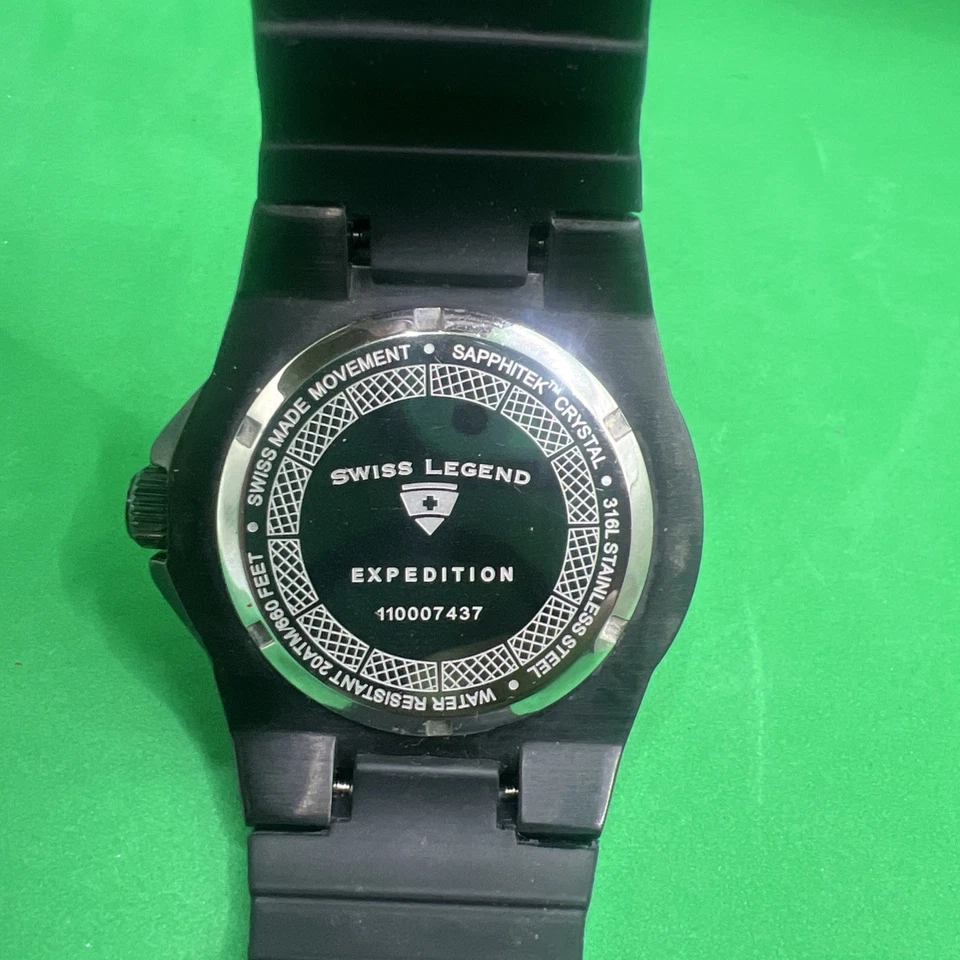 SWISS LEGEND
EXPEDITION
110007437
SWISS MADE MOVEMENT • SAPPHITEK™ CRYSTAL • 316L STAINLESS STEEL • WATER RESISTANT 20ATM/660 FEET •